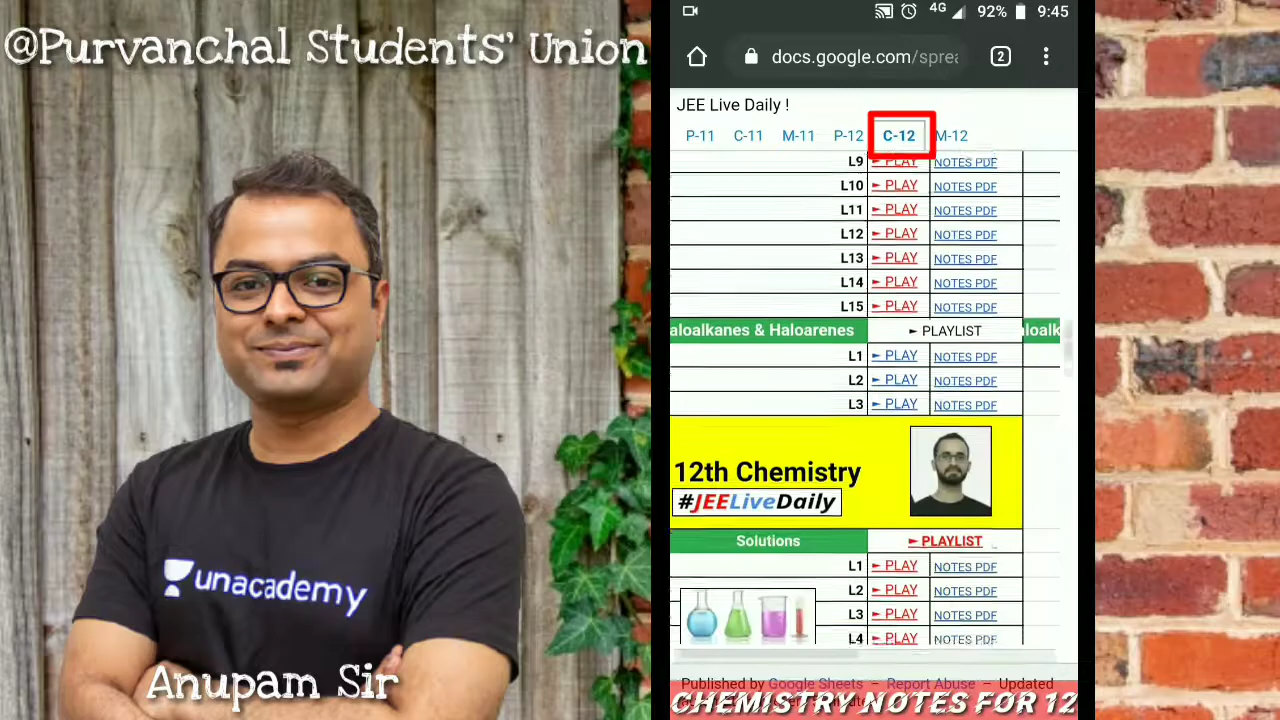 @Purvanchal Students' Union
unacademy
Anupam Sir
4G 92% 9:45
docs.google.com/sprea
2
JEE Live Daily !
P-11 C-11 M-11 P-12 C-12 M-12
L9 ► PLAY NOTES PDF
L10 ► PLAY NOTES PDF
L11 ► PLAY NOTES PDF
L12 ► PLAY NOTES PDF
L13 ► PLAY NOTES PDF
L14 ► PLAY NOTES PDF
L15 ► PLAY NOTES PDF
aloalkanes & Haloarenes ► PLAYLIST aloalk
L1 ► PLAY NOTES PDF
L2 ► PLAY NOTES PDF
L3 ► PLAY NOTES PDF
12th Chemistry
#JEELiveDaily
Solutions ► PLAYLIST
L1 ► PLAY NOTES PDF
L2 ► PLAY NOTES PDF
L3 ► PLAY NOTES PDF
L4 ► PLAY NOTES PDF
Published by Google Sheets – Report Abuse – Updated
CHEMISTRY NOTES FOR 12